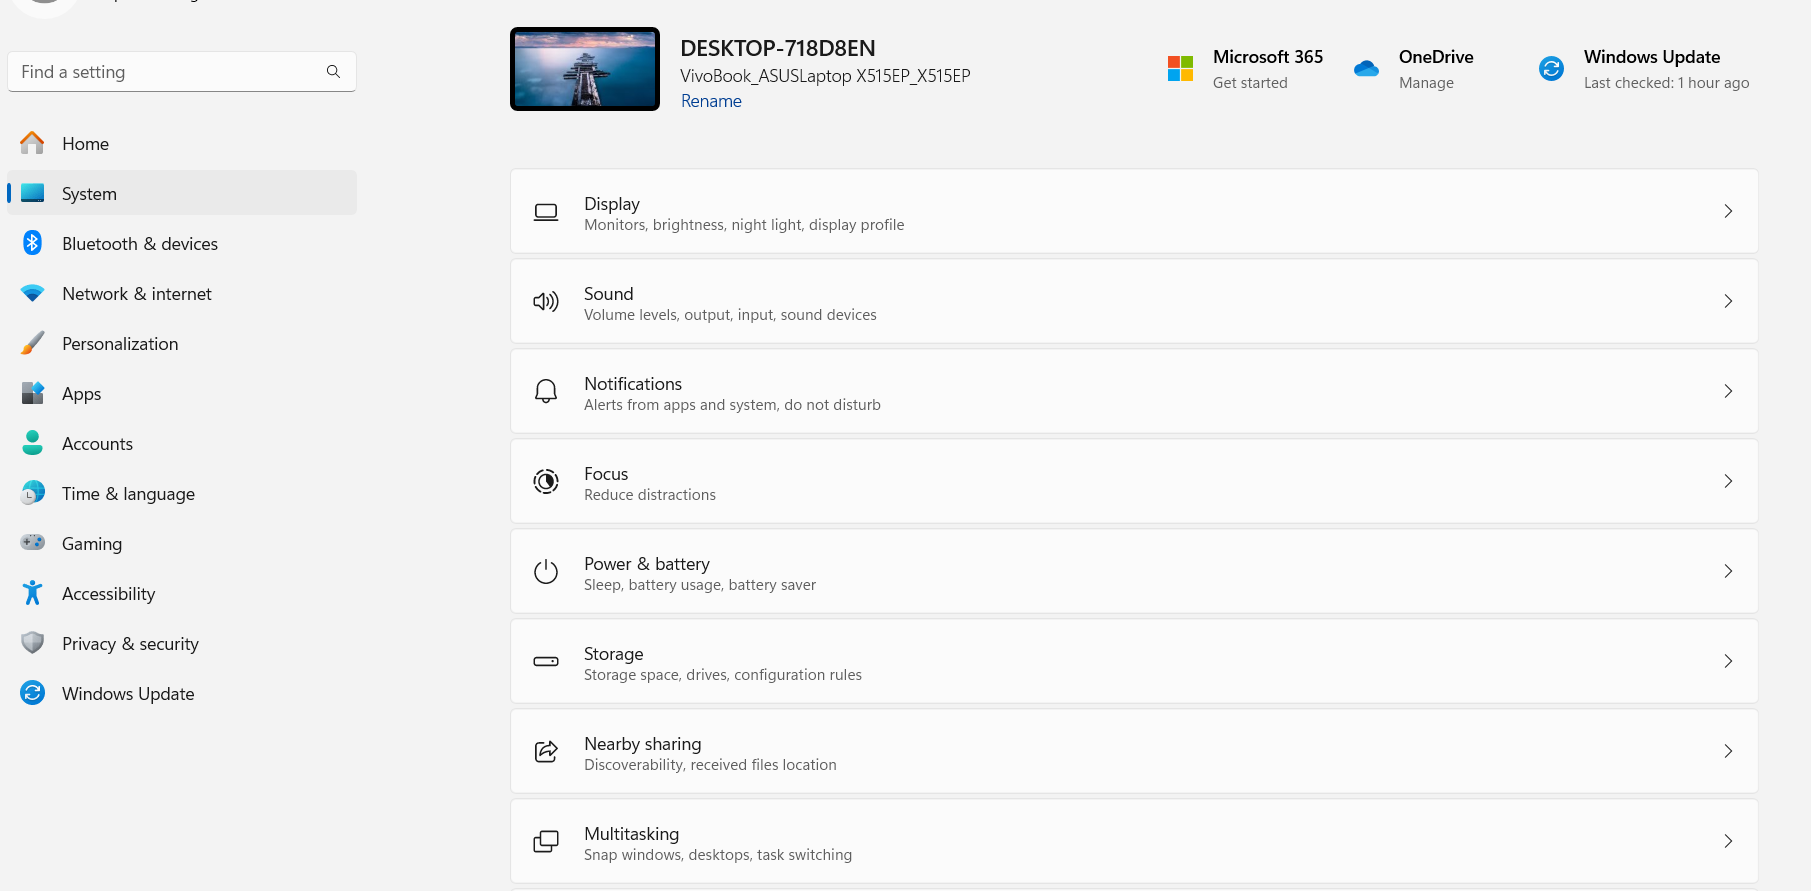 Find a setting
Home
System
Bluetooth & devices
Network & internet
Personalization
Apps
Accounts
Time & language
Gaming
Accessibility
Privacy & security
Windows Update
DESKTOP-718D8EN
VivoBook_ASUSLaptop X515EP_X515EP
Rename
Microsoft 365
Get started
OneDrive
Manage
Windows Update
Last checked: 1 hour ago
Display
Monitors, brightness, night light, display profile
Sound
Volume levels, output, input, sound devices
Notifications
Alerts from apps and system, do not disturb
Focus
Reduce distractions
Power & battery
Sleep, battery usage, battery saver
Storage
Storage space, drives, configuration rules
Nearby sharing
Discoverability, received files location
Multitasking
Snap windows, desktops, task switching